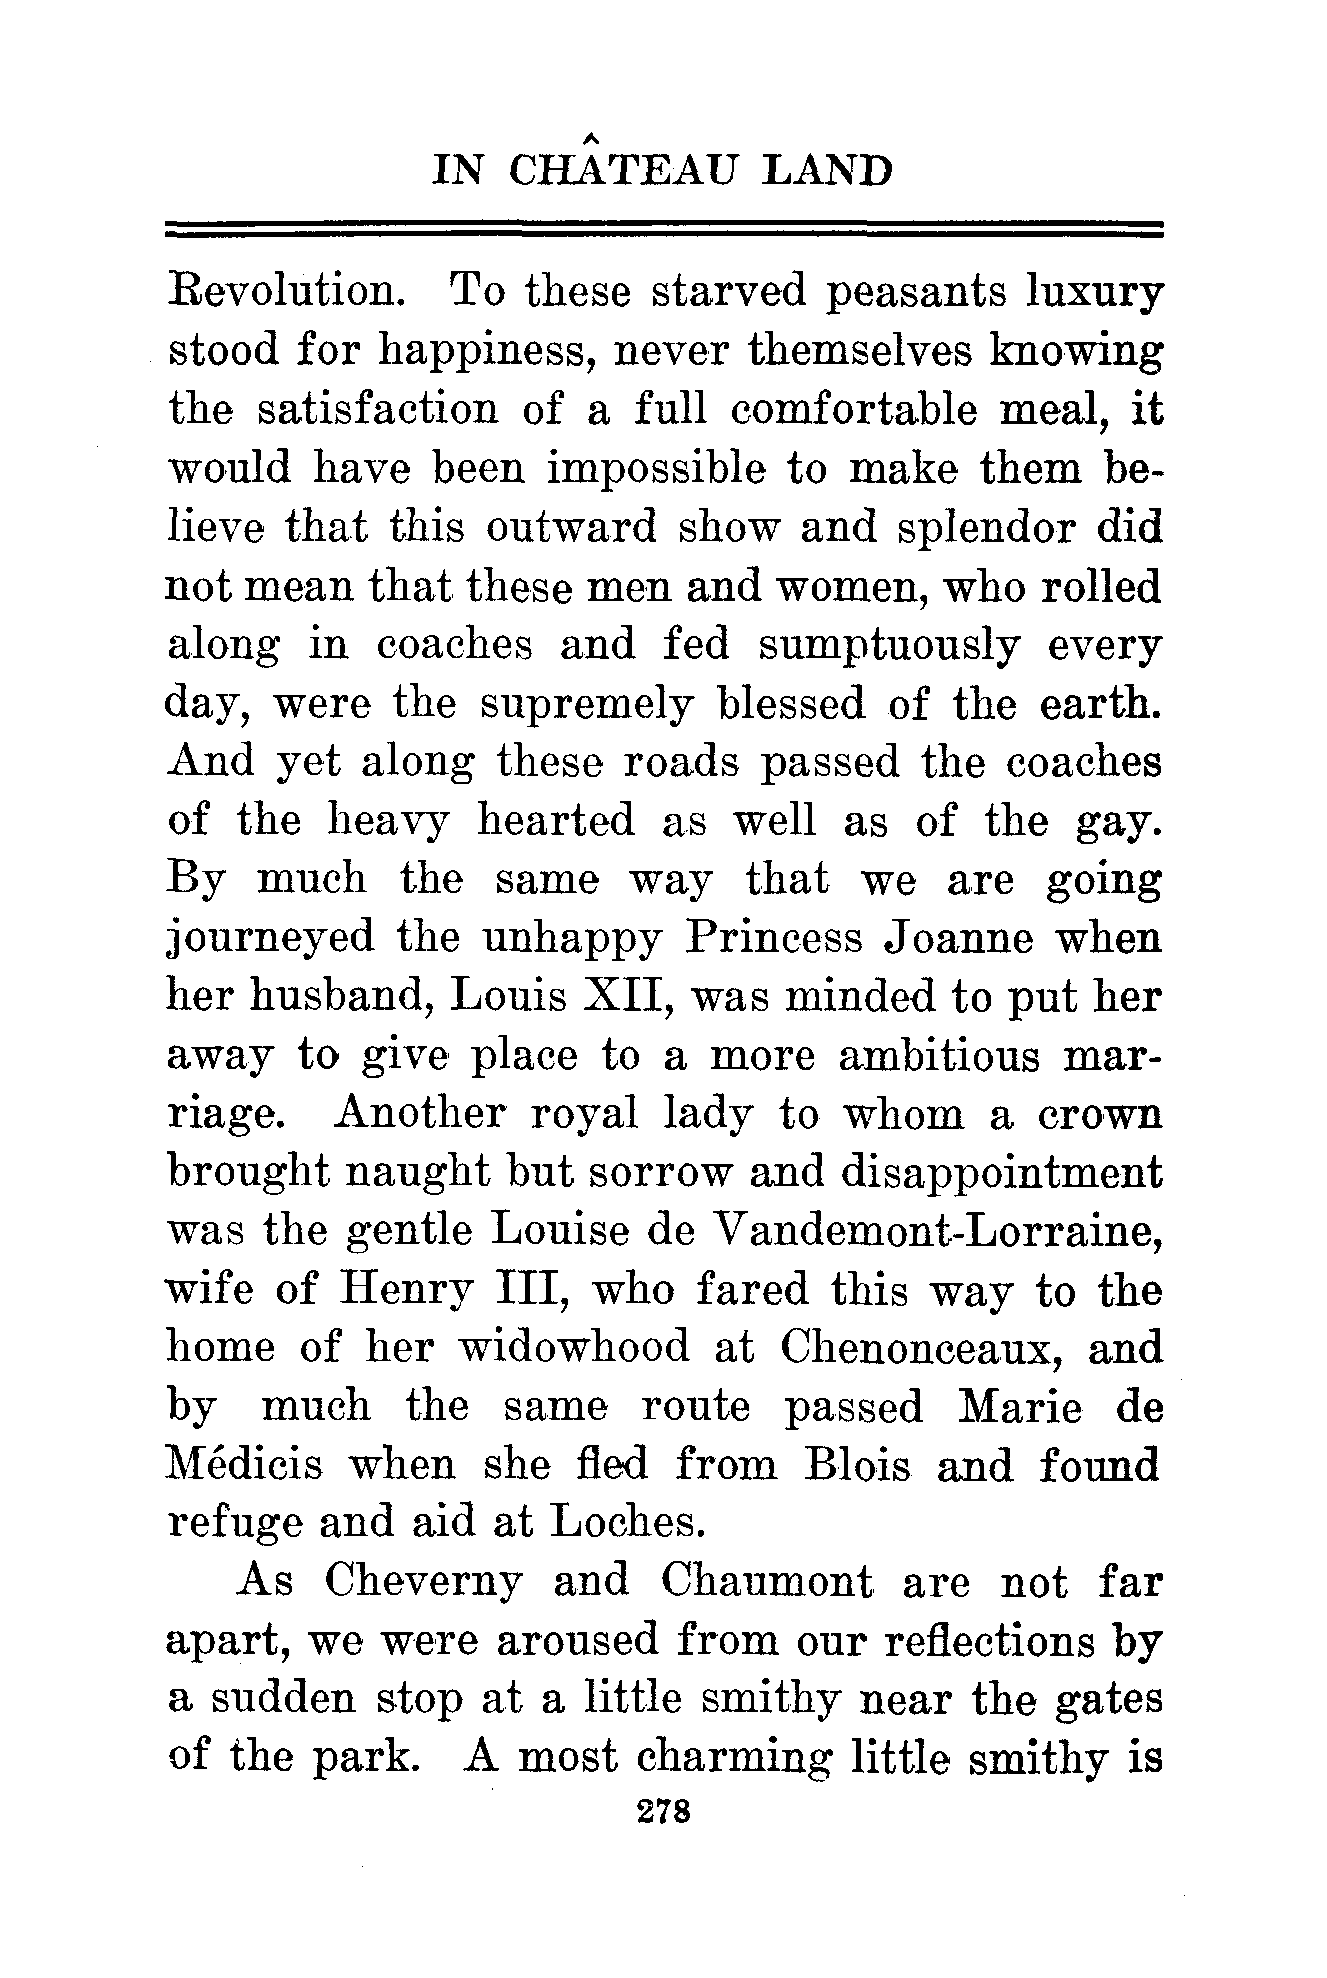 IN CHÂTEAU LAND
Revolution. To these starved peasants luxury
stood for happiness, never themselves knowing
the satisfaction of a full comfortable meal, it
would have been impossible to make them be-
lieve that this outward show and splendor did
not mean that these men and women, who rolled
along in coaches and fed sumptuously every
day, were the supremely blessed of the earth.
And yet along these roads passed the coaches
of the heavy hearted as well as of the gay.
By much the same way that we are going
journeyed the unhappy Princess Joanne when
her husband, Louis XII, was minded to put her
away to give place to a more ambitious mar-
riage. Another royal lady to whom a crown
brought naught but sorrow and disappointment
was the gentle Louise de Vandemont-Lorraine,
wife of Henry III, who fared this way to the
home of her widowhood at Chenonceaux, and
by much the same route passed Marie de
Médicis when she fled from Blois and found
refuge and aid at Loches.
As Cheverny and Chaumont are not far
apart, we were aroused from our reflections by
a sudden stop at a little smithy near the gates
of the park. A most charming little smithy is
278